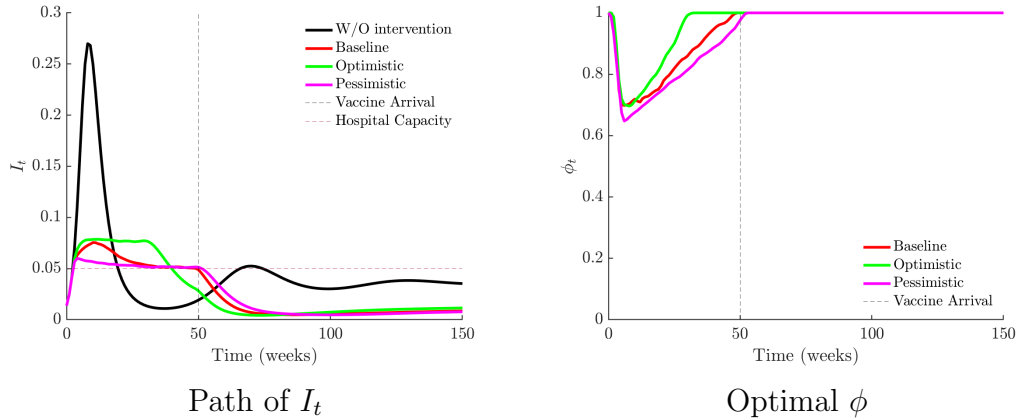 0.3
0.25
0.2
0.15
0.1
0.05
0
I_t
0
50
100
150
Time (weeks)
W/O intervention
Baseline
Optimistic
Pessimistic
Vaccine Arrival
Hospital Capacity
Path of I_t
1
0.8
0.6
0.4
0.2
0
ϕ_t
0
50
100
150
Time (weeks)
Baseline
Optimistic
Pessimistic
Vaccine Arrival
Optimal ϕ